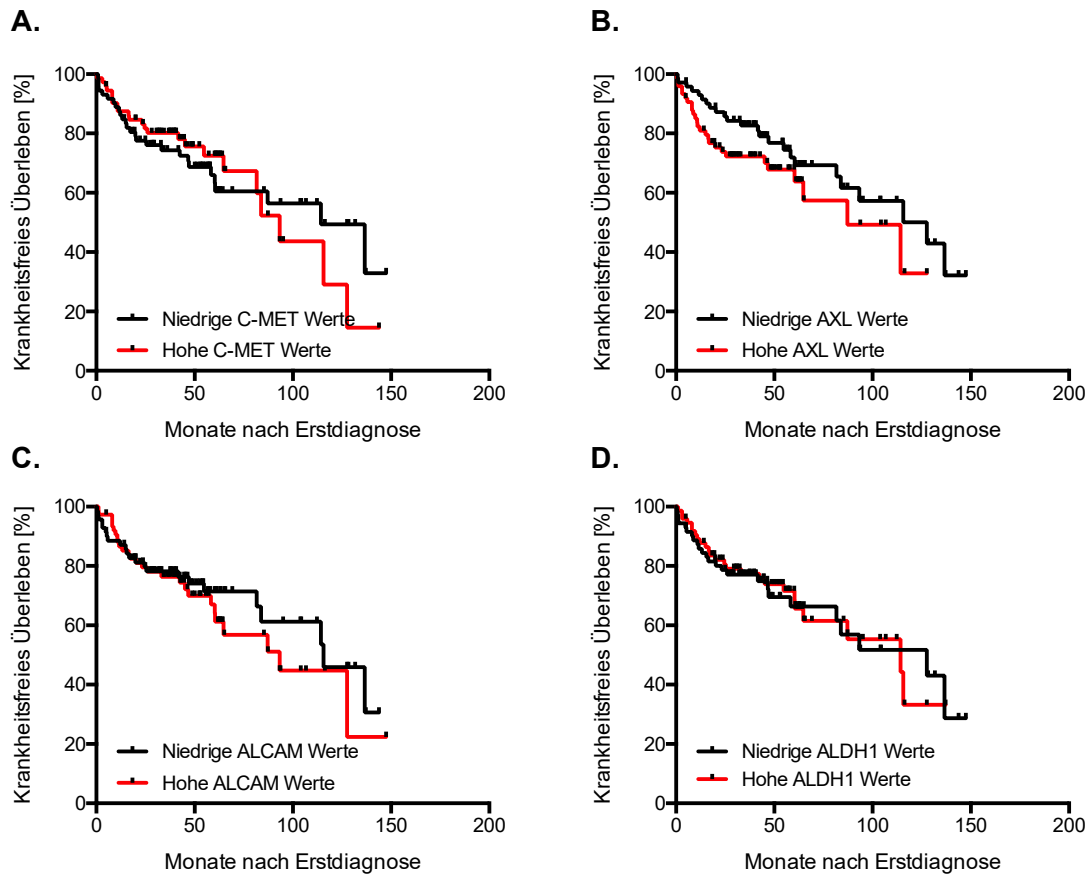 A.
Krankheitsfreies Überleben [%]
100
80
60
40
20
0
Niedrige C-MET Werte
Hohe C-MET Werte
0 50 100 150 200
Monate nach Erstdiagnose
B.
Krankheitsfreies Überleben [%]
100
80
60
40
20
0
Niedrige AXL Werte
Hohe AXL Werte
0 50 100 150 200
Monate nach Erstdiagnose
C.
Krankheitsfreies Überleben [%]
100
80
60
40
20
0
Niedrige ALCAM Werte
Hohe ALCAM Werte
0 50 100 150 200
Monate nach Erstdiagnose
D.
Krankheitsfreies Überleben [%]
100
80
60
40
20
0
Niedrige ALDH1 Werte
Hohe ALDH1 Werte
0 50 100 150 200
Monate nach Erstdiagnose